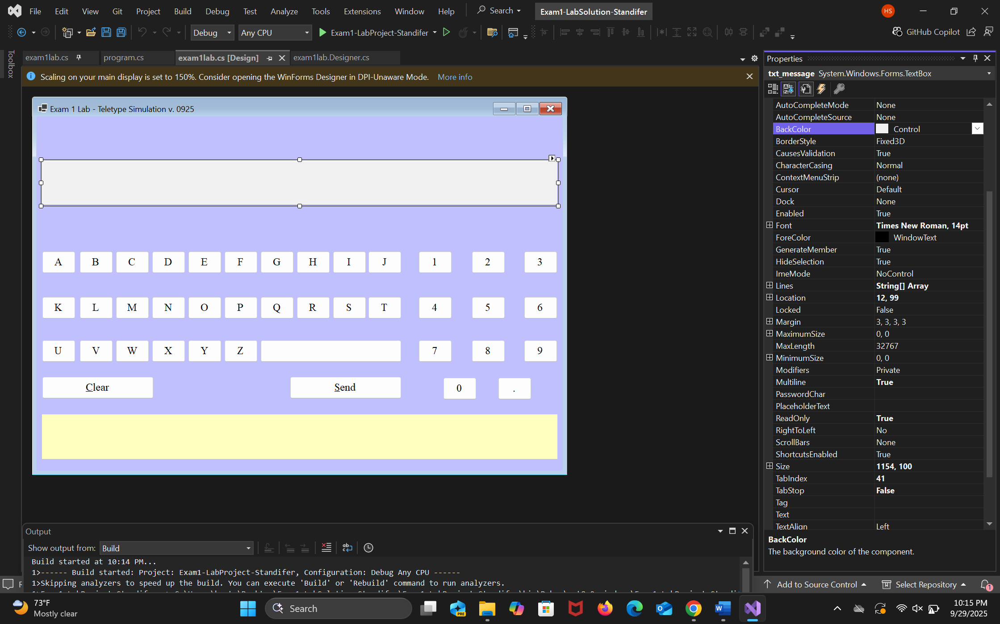 File Edit View Git Project Build Debug Test Analyze Tools Extensions Window Help Search Exam1-LabSolution-Standifer HS
Debug Any CPU Exam1-LabProject-Standifer GitHub Copilot
Toolbox
exam1lab.cs program.cs exam1lab.cs [Design] exam1lab.Designer.cs
Scaling on your main display is set to 150%. Consider opening the WinForms Designer in DPI-Unaware Mode. More info
Exam 1 Lab - Teletype Simulation v. 0925
A B C D E F G H I J 1 2 3
K L M N O P Q R S T 4 5 6
U V W X Y Z 7 8 9
Clear Send 0 .
Properties
txt_message System.Windows.Forms.TextBox
AutoCompleteMode None
AutoCompleteSource None
BackColor Control
BorderStyle Fixed3D
CausesValidation True
CharacterCasing Normal
ContextMenuStrip (none)
Cursor Default
Dock None
Enabled True
Font Times New Roman, 14pt
ForeColor WindowText
GenerateMember True
HideSelection True
ImeMode NoControl
Lines String[] Array
Location 12, 99
Locked False
Margin 3, 3, 3, 3
MaximumSize 0, 0
MaxLength 32767
MinimumSize 0, 0
Modifiers Private
Multiline True
PasswordChar
PlaceholderText
ReadOnly True
RightToLeft No
ScrollBars None
ShortcutsEnabled True
Size 1154, 100
TabIndex 41
TabStop False
Tag
Text
TextAlign Left
BackColor
The background color of the component.
Output
Show output from: Build
Build started at 10:14 PM...
1>------ Build started: Project: Exam1-LabProject-Standifer, Configuration: Debug Any CPU ------
1>Skipping analyzers to speed up the build. You can execute 'Build' or 'Rebuild' command to run analyzers.
Add to Source Control Select Repository 1
73°F
Mostly clear
Search
PRE
10:15 PM
9/29/2025